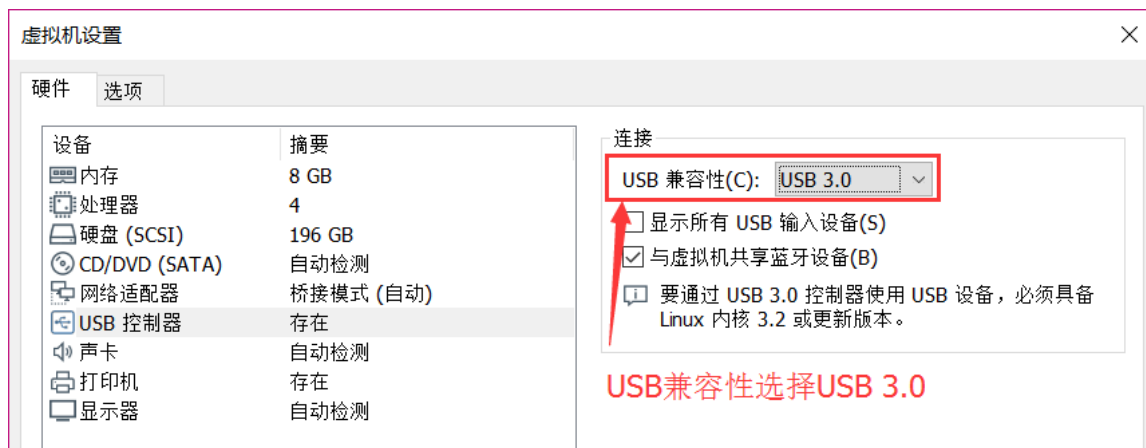 虚拟机设置
硬件 选项
设备 摘要
内存 8 GB
处理器 4
硬盘 (SCSI) 196 GB
CD/DVD (SATA) 自动检测
网络适配器 桥接模式 (自动)
USB 控制器 存在
声卡 自动检测
打印机 存在
显示器 自动检测
连接
USB 兼容性(C): USB 3.0
显示所有 USB 输入设备(S)
与虚拟机共享蓝牙设备(B)
要通过 USB 3.0 控制器使用 USB 设备，必须具备
Linux 内核 3.2 或更新版本。
USB兼容性选择USB 3.0